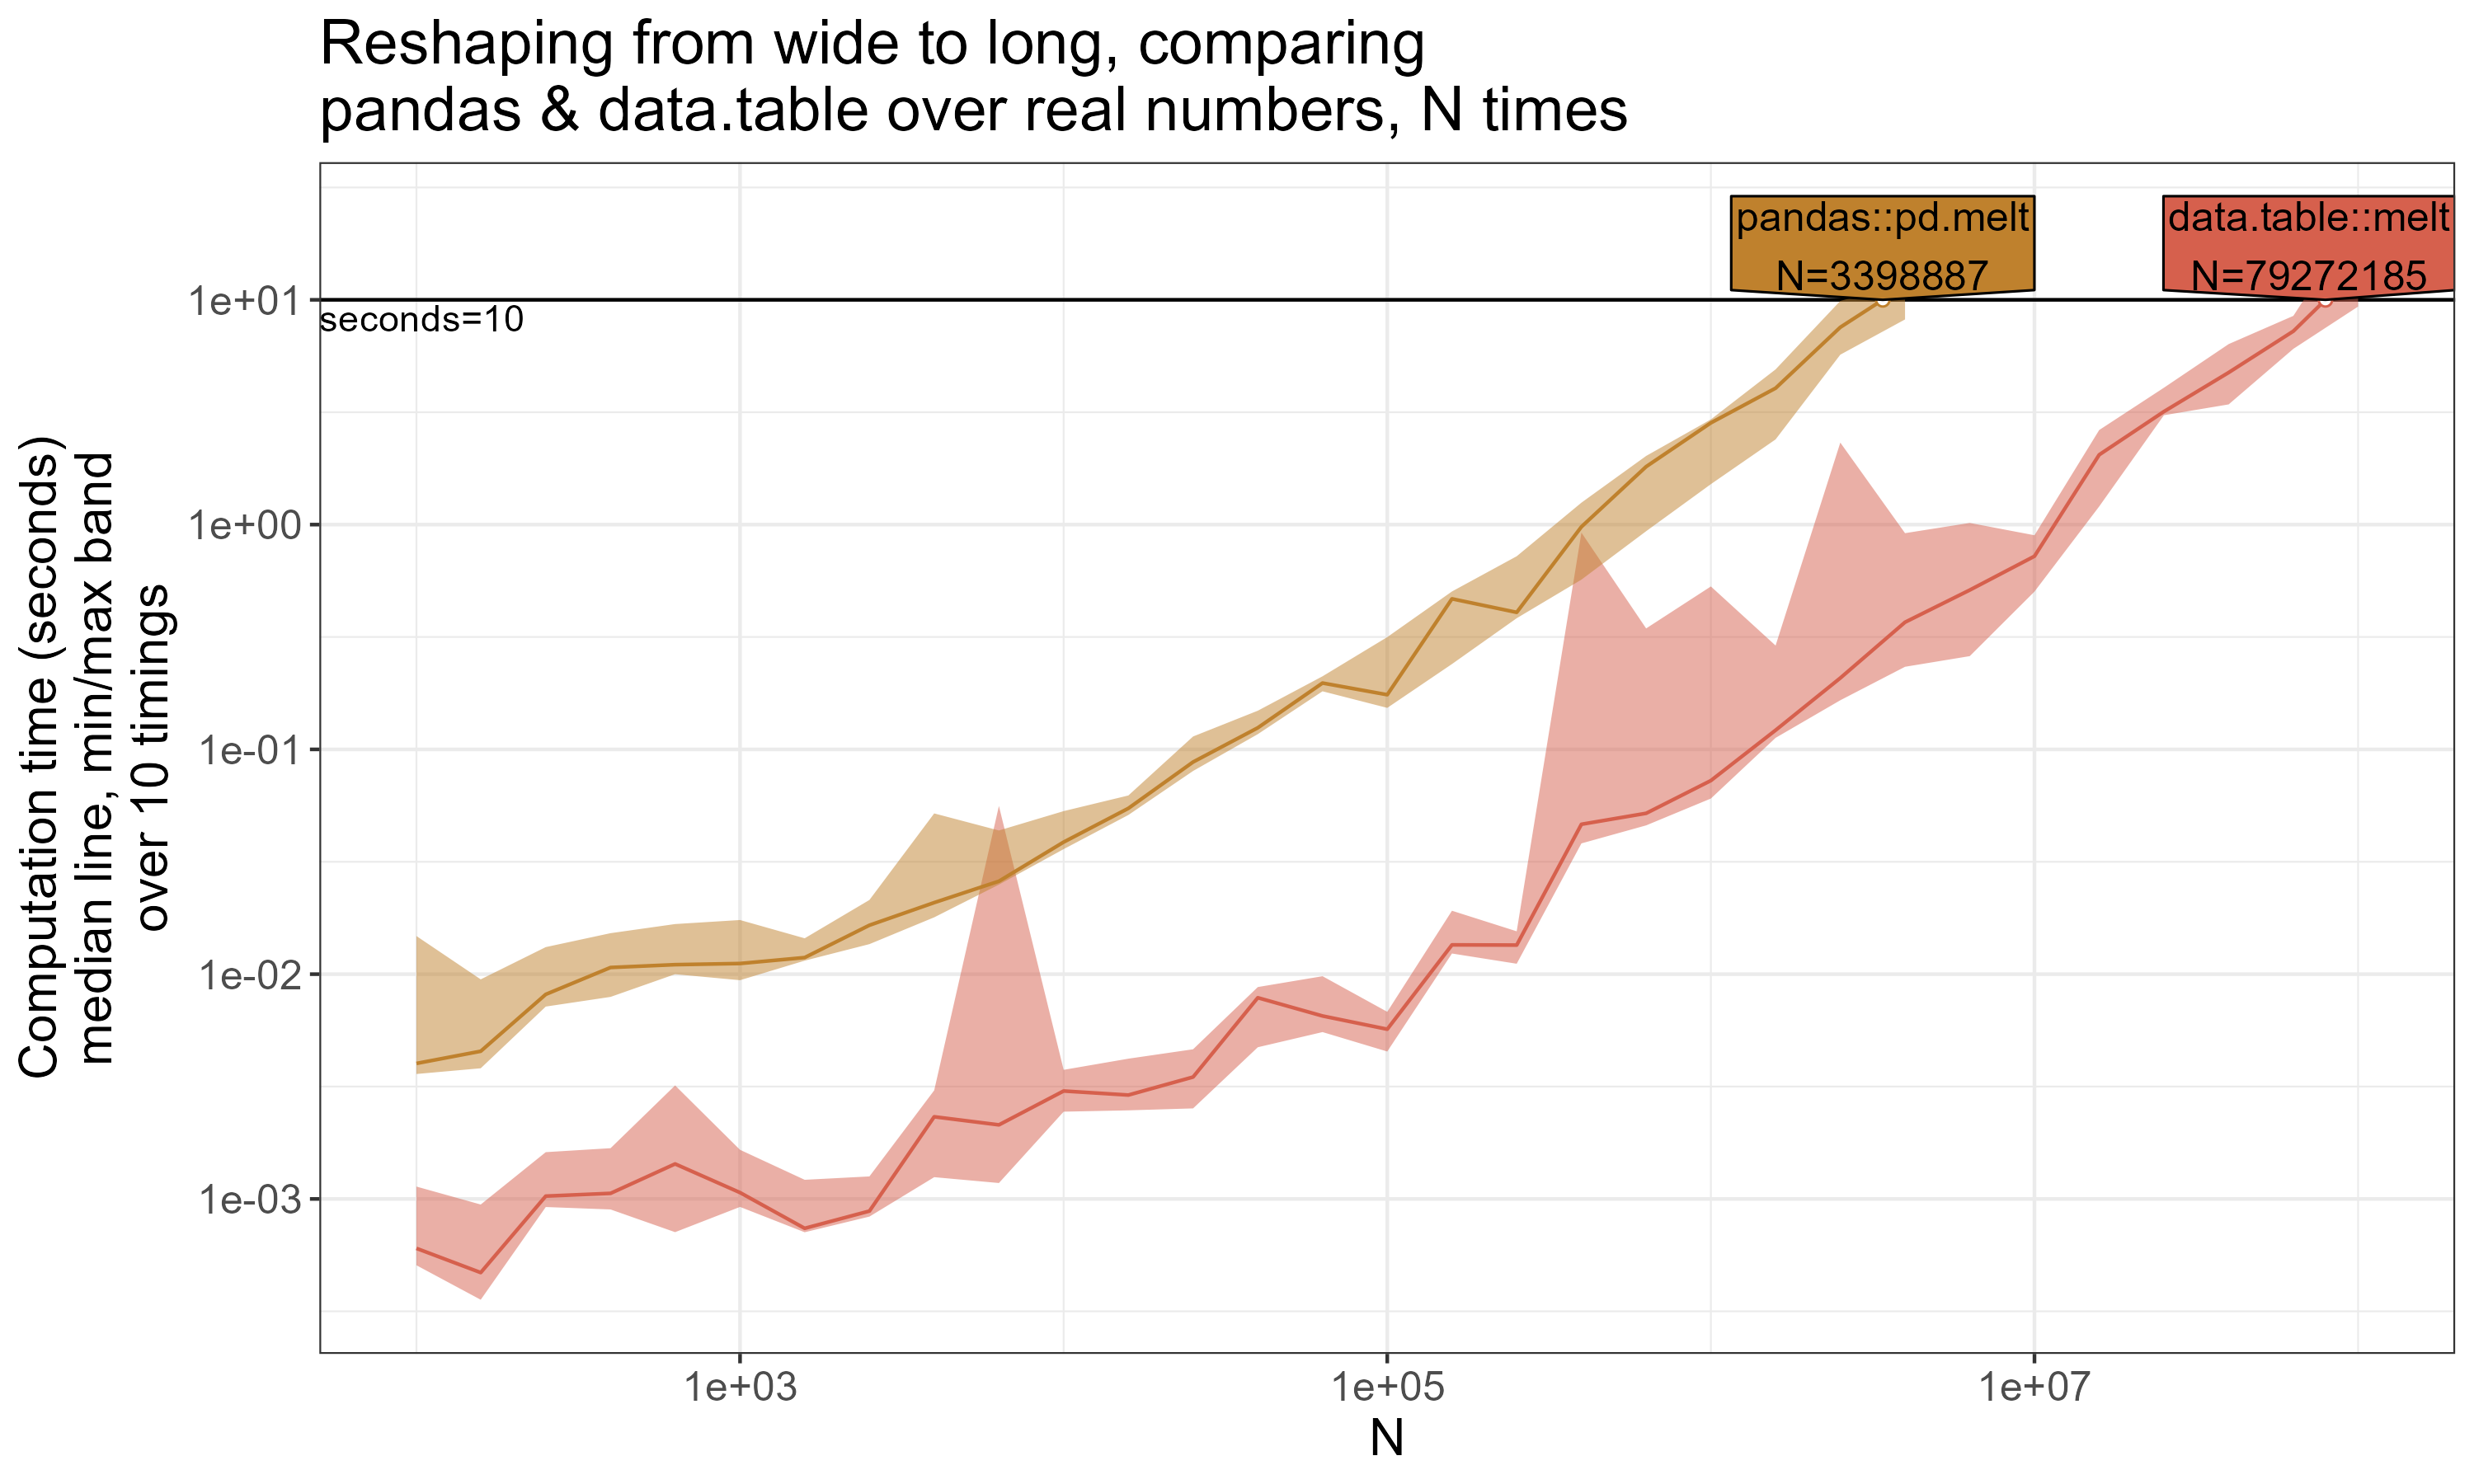 Reshaping from wide to long, comparing
pandas & data.table over real numbers, N times
Computation time (seconds)
median line, min/max band
over 10 timings
1e+01
1e+00
1e-01
1e-02
1e-03
seconds=10
pandas::pd.melt
N=3398887
data.table::melt
N=79272185
1e+03
1e+05
1e+07
N